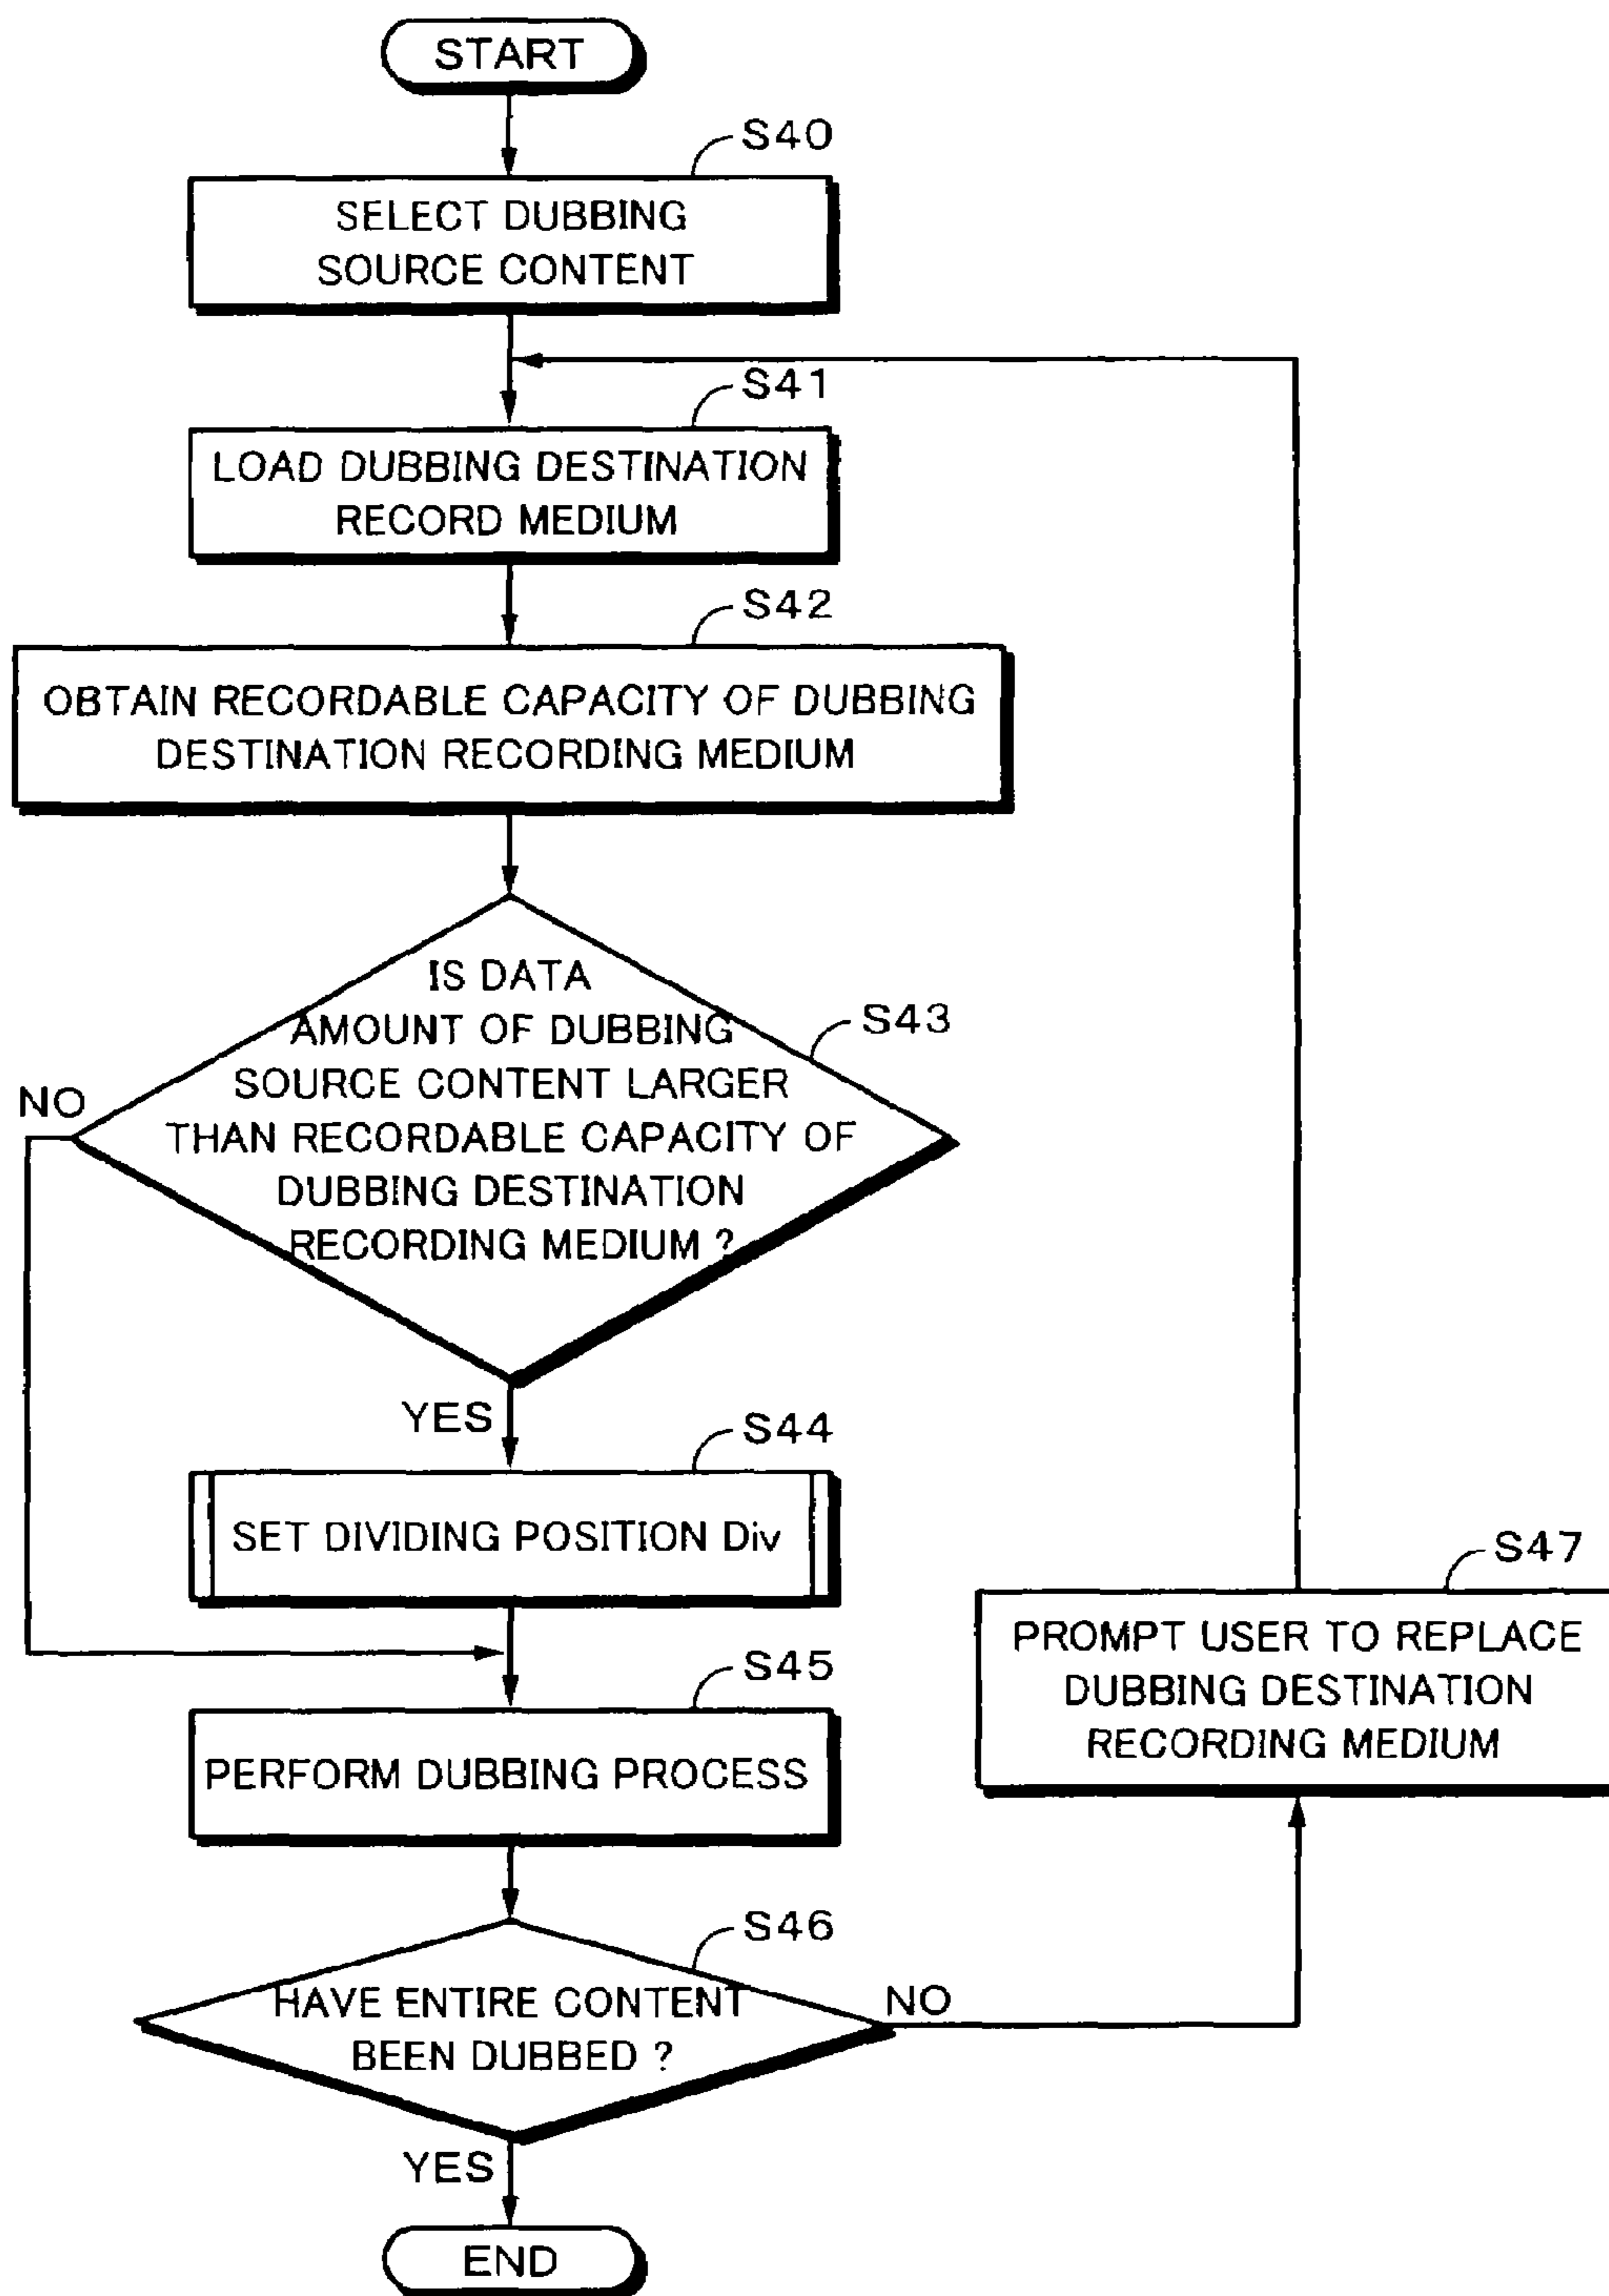 START
S40
SELECT DUBBING
SOURCE CONTENT
S41
LOAD DUBBING DESTINATION
RECORD MEDIUM
S42
OBTAIN RECORDABLE CAPACITY OF DUBBING
DESTINATION RECORDING MEDIUM
S43
IS DATA
AMOUNT OF DUBBING
SOURCE CONTENT LARGER
THAN RECORDABLE CAPACITY OF
DUBBING DESTINATION
RECORDING MEDIUM ?
NO
YES
S44
SET DIVIDING POSITION Div
S45
PERFORM DUBBING PROCESS
S46
HAVE ENTIRE CONTENT
BEEN DUBBED ?
NO
S47
PROMPT USER TO REPLACE
DUBBING DESTINATION
RECORDING MEDIUM
YES
END